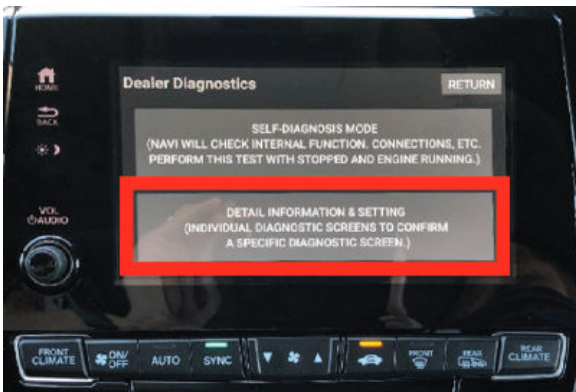 HOME
Dealer Diagnostics
RETURN
BACK
SELF-DIAGNOSIS MODE
(NAVI WILL CHECK INTERNAL FUNCTION, CONNECTIONS, ETC.
PERFORM THIS TEST WITH STOPPED AND ENGINE RUNNING.)
VOL
AUDIO
DETAIL INFORMATION & SETTING
(INDIVIDUAL DIAGNOSTIC SCREENS TO CONFIRM
A SPECIFIC DIAGNOSTIC SCREEN.)
FRONT
CLIMATE
ON/
OFF
AUTO
SYNC
FRONT
REAR
REAR
CLIMATE